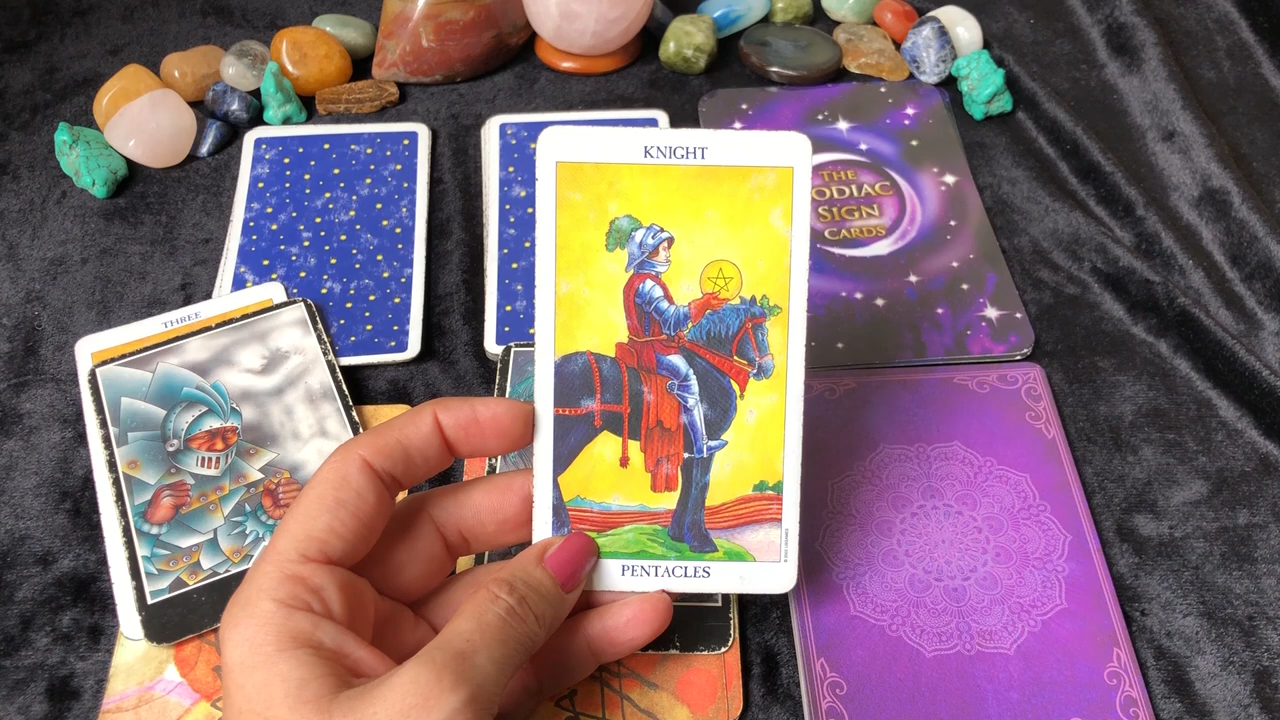 KNIGHT
PENTACLES
THREE
THE
ODIAC
SIGN
CARDS